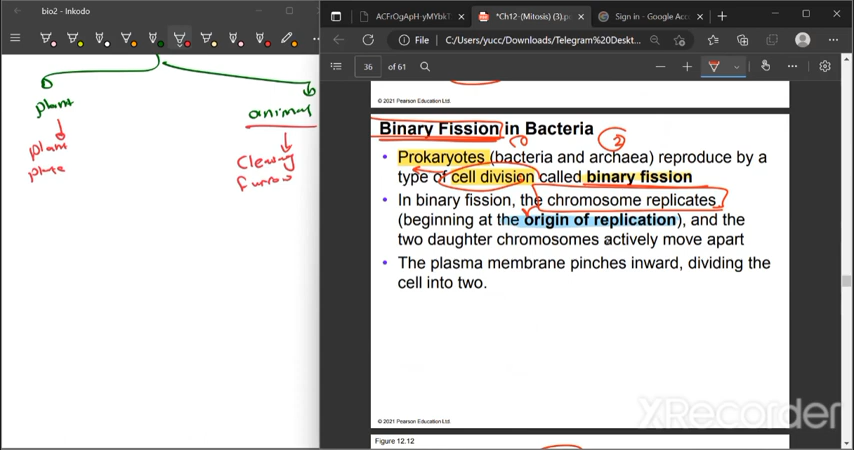 bio2 - Inkodo
ACFrOgApH-yMYbkT
*Ch12-(Mitosis) (3).ps
Sign in - Google Acc
File
C:/Users/yucc/Downloads/Telegram%20Deskt...
36 of 61
© 2021 Pearson Education Ltd.
Binary Fission in Bacteria
2
• Prokaryotes (bacteria and archaea) reproduce by a
type of cell division called binary fission
• In binary fission, the chromosome replicates
(beginning at the origin of replication), and the
two daughter chromosomes actively move apart
• The plasma membrane pinches inward, dividing the
cell into two.
© 2021 Pearson Education Ltd.
Figure 12.12
plant
animal
plant
plate
furrow
XRecorder